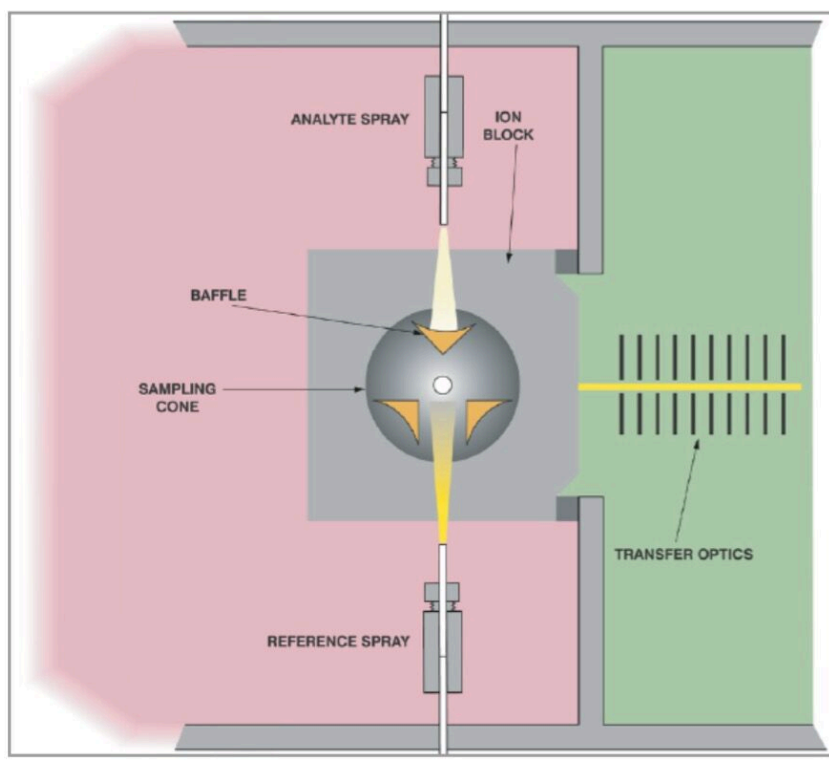 ANALYTE SPRAY
ION
BLOCK
BAFFLE
SAMPLING
CONE
TRANSFER OPTICS
REFERENCE SPRAY